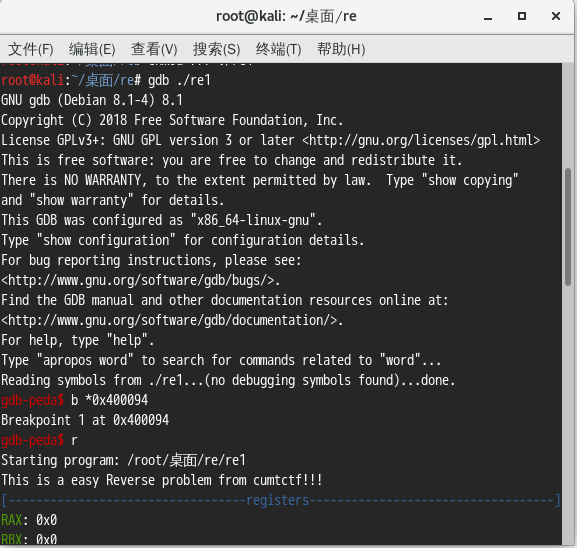 root@kali: ~/桌面/re
文件(F) 编辑(E) 查看(V) 搜索(S) 终端(T) 帮助(H)
root@kali:~/桌面/re# gdb ./re1
GNU gdb (Debian 8.1-4) 8.1
Copyright (C) 2018 Free Software Foundation, Inc.
License GPLv3+: GNU GPL version 3 or later <http://gnu.org/licenses/gpl.html>
This is free software: you are free to change and redistribute it.
There is NO WARRANTY, to the extent permitted by law.  Type "show copying"
and "show warranty" for details.
This GDB was configured as "x86_64-linux-gnu".
Type "show configuration" for configuration details.
For bug reporting instructions, please see:
<http://www.gnu.org/software/gdb/bugs/>.
Find the GDB manual and other documentation resources online at:
<http://www.gnu.org/software/gdb/documentation/>.
For help, type "help".
Type "apropos word" to search for commands related to "word"...
Reading symbols from ./re1...(no debugging symbols found)...done.
gdb-peda$ b *0x400094
Breakpoint 1 at 0x400094
gdb-peda$ r
Starting program: /root/桌面/re/re1
This is a easy Reverse problem from cumtctf!!!
[----------------------------------registers-----------------------------------]
RAX: 0x0
RBX: 0x0